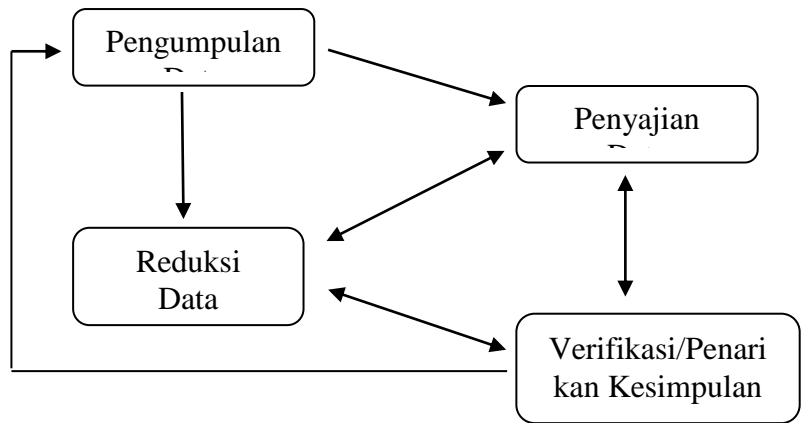 Pengumpulan
Penyajian
Reduksi
Data
Verifikasi/Penari
kan Kesimpulan